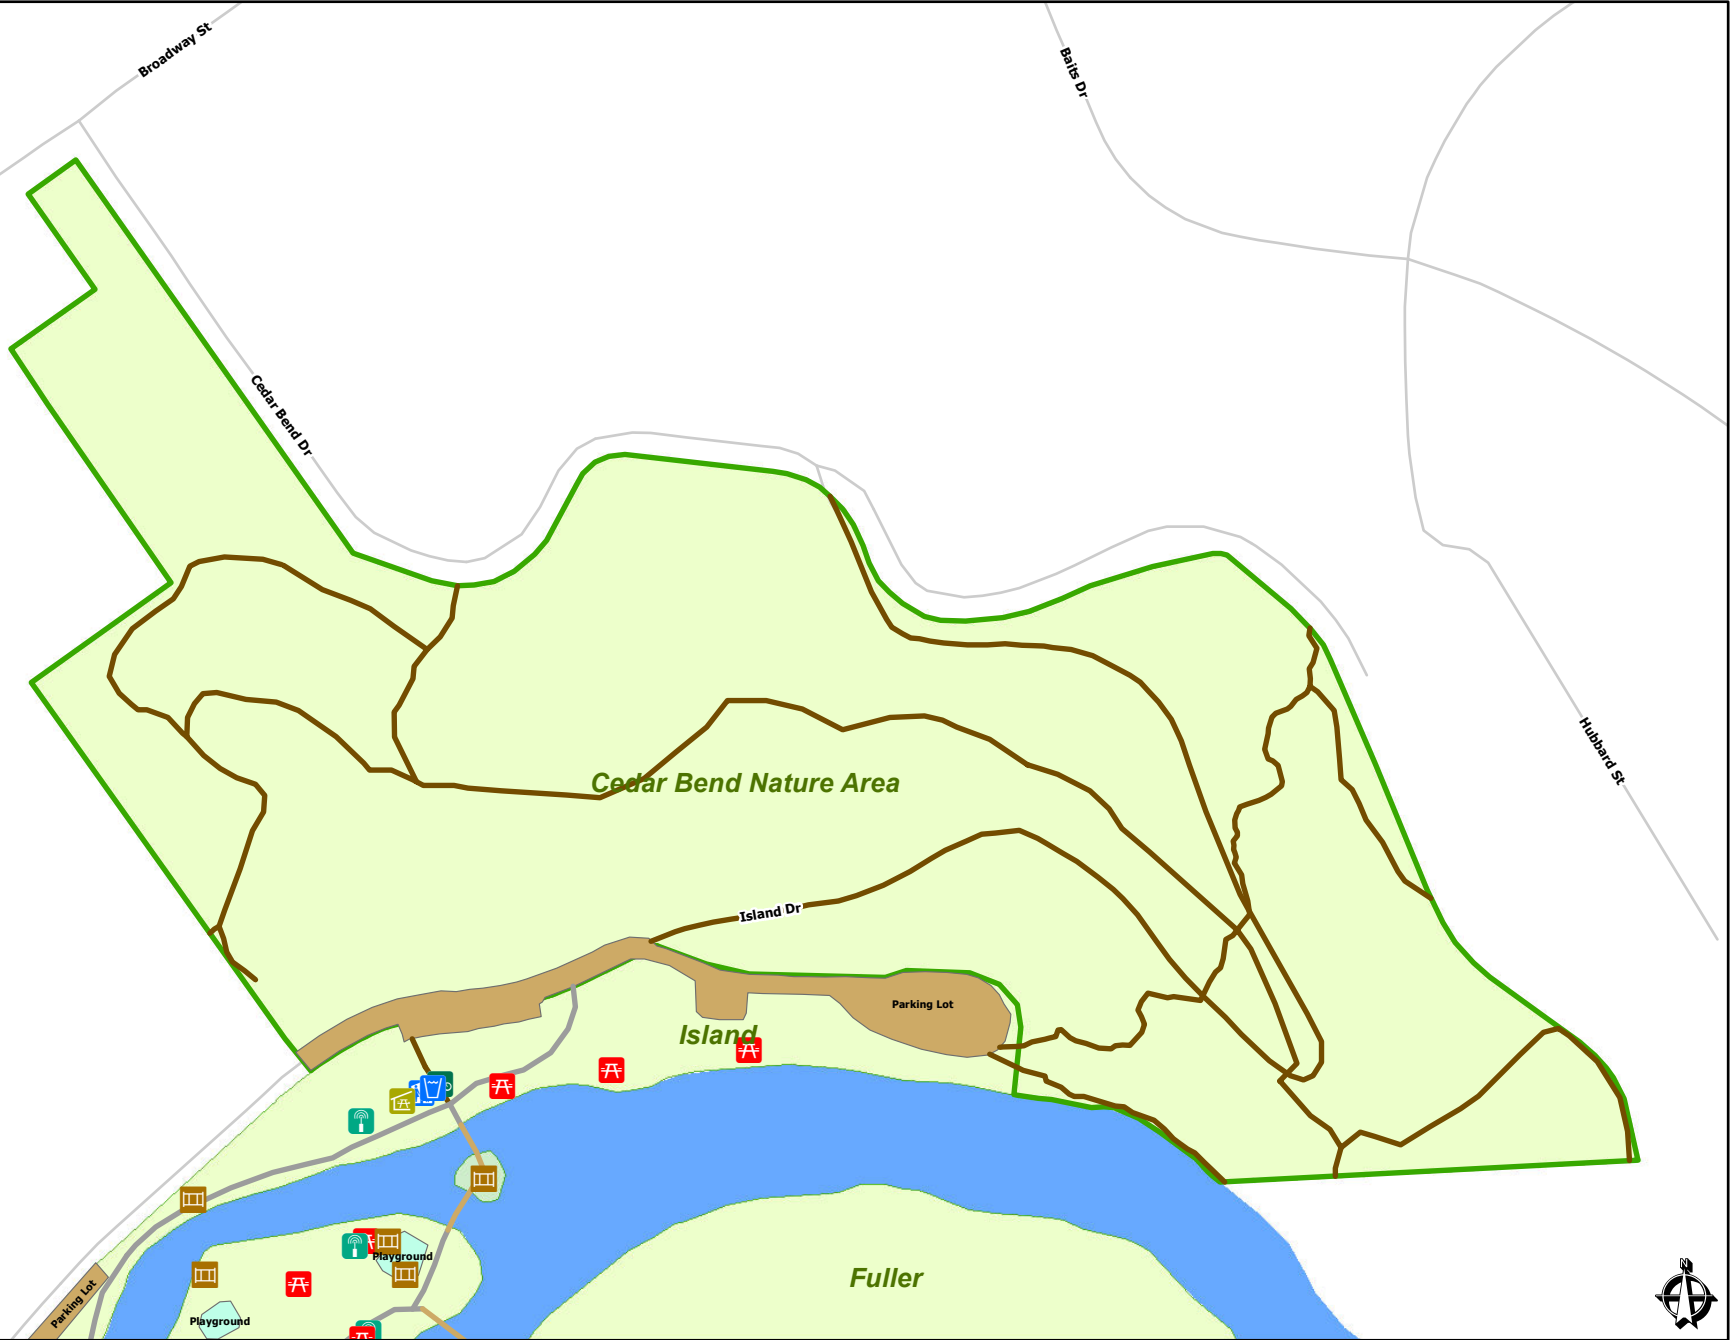 Broadway St
Baits Dr
Cedar Bend Dr
Hubbard St
Cedar Bend Nature Area
Island Dr
Parking Lot
Island
Playground
Fuller
Parking Lot
Playground
N